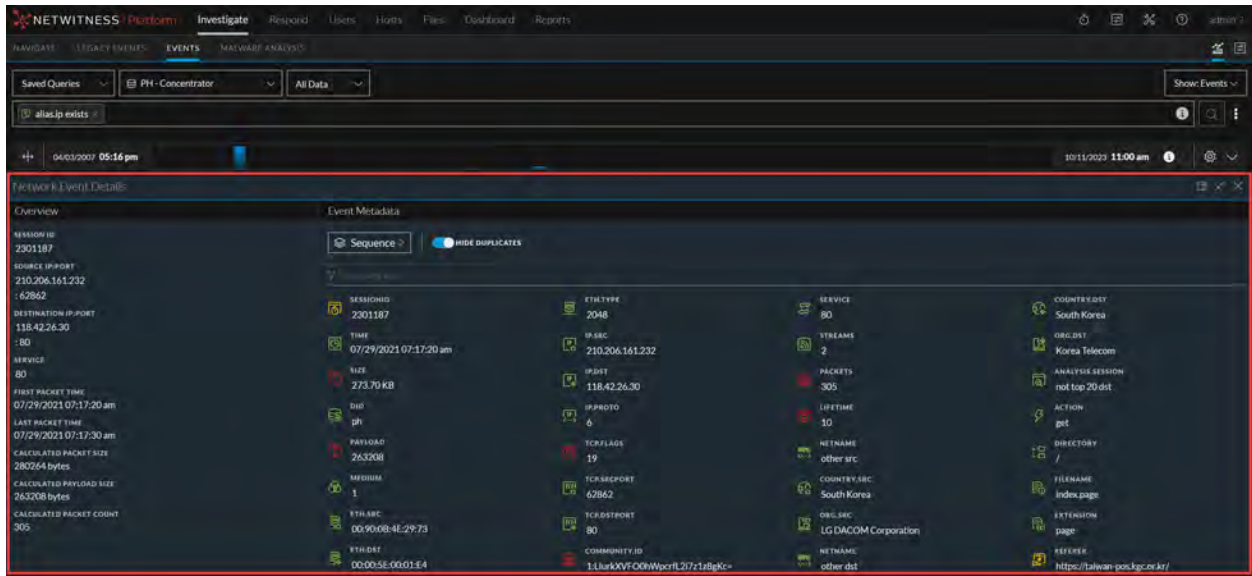 NETWITNESS Platform Investigate Respond Users Hosts Files Dashboard Reports admin
NAVIGATE LEGACY EVENTS EVENTS MALWARE ANALYSIS
Saved Queries PH - Concentrator All Data Show: Events
alias.ip exists
04/03/2007 05:16 pm 10/11/2023 11:00 am
Network Event Details
Overview Event Metadata
Sequence HIDE DUPLICATES
SESSION ID
2301187
SOURCE IP:PORT
210.206.161.232
: 62862
DESTINATION IP:PORT
118.42.26.30
: 80
SERVICE
80
FIRST PACKET TIME
07/29/2021 07:17:20 am
LAST PACKET TIME
07/29/2021 07:17:30 am
CALCULATED PACKET SIZE
280264 bytes
CALCULATED PAYLOAD SIZE
263208 bytes
CALCULATED PACKET COUNT
305
SESSIONID ETH.TYPE SERVICE COUNTRY.DST
2301187 2048 80 South Korea
TIME IP.SRC STREAMS ORG.DST
07/29/2021 07:17:20 am 210.206.161.232 2 Korea Telecom
SIZE IP.DST PACKETS ANALYSIS.SESSION
273.70 KB 118.42.26.30 305 not top 20 dst
DID IP.PROTO LIFETIME ACTION
ph 6 10 get
PAYLOAD TCP.FLAGS NETNAME DIRECTORY
263208 19 other src /
MEDIUM TCP.SRCPORT COUNTRY.SRC FILENAME
1 62862 South Korea index.page
ETH.SRC TCP.DSTPORT ORG.SRC EXTENSION
00:90:0B:4E:29:73 80 LG DACOM Corporation page
ETH.DST COMMUNITY.ID NETNAME REFERER
00:00:5E:00:01:E4 other dst https://taiwan-pos.kgc.or.kr/